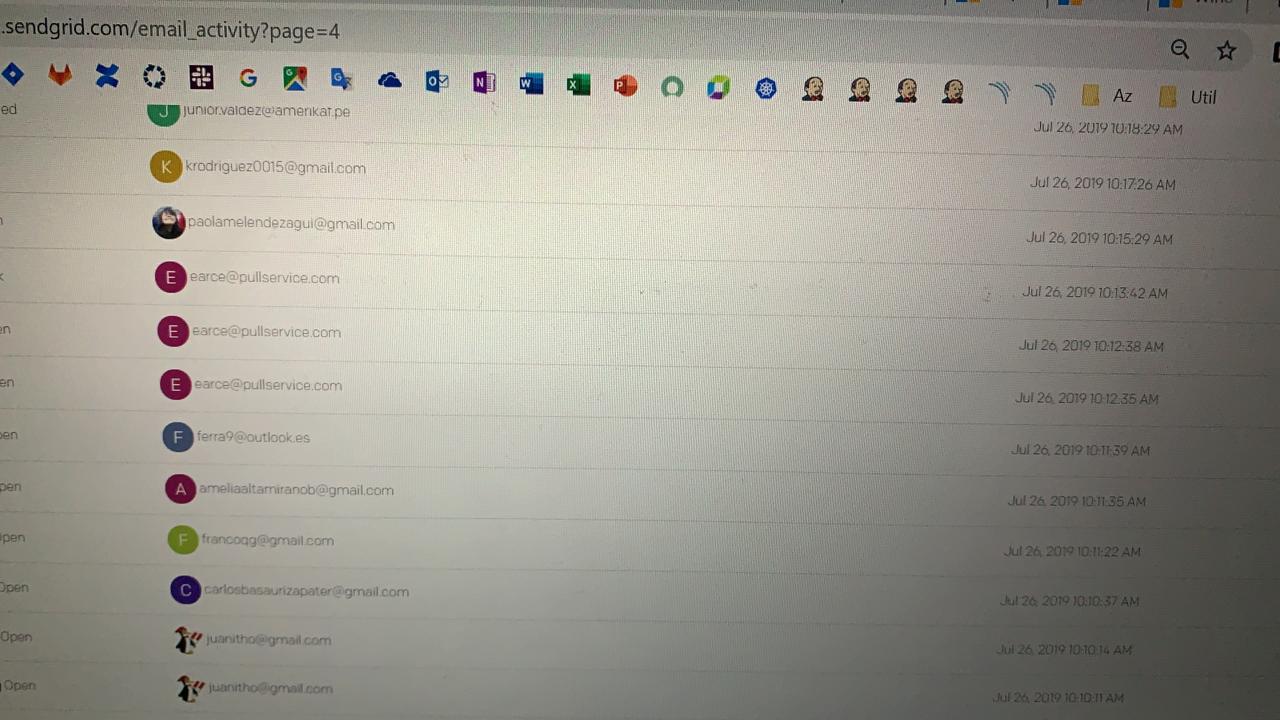 .sendgrid.com/email_activity?page=4
Az Util
ed J junior.valdez@amerikat.pe Jul 26, 2019 10:18:29 AM
K krodriguez0015@gmail.com Jul 26, 2019 10:17:26 AM
paolamelendezagui@gmail.com Jul 26, 2019 10:15:29 AM
E earce@pullservice.com Jul 26, 2019 10:13:42 AM
en E earce@pullservice.com Jul 26, 2019 10:12:38 AM
en E earce@pullservice.com Jul 26, 2019 10:12:35 AM
pen F ferra9@outlook.es Jul 26, 2019 10:11:39 AM
pen A ameliaaltamiranob@gmail.com Jul 26, 2019 10:11:35 AM
Open F francoqg@gmail.com Jul 26, 2019 10:11:22 AM
Open C carlosbasaurizapater@gmail.com Jul 26, 2019 10:10:37 AM
Open juanitho@gmail.com Jul 26, 2019 10:10:14 AM
Open juanitho@gmail.com Jul 26, 2019 10:10:11 AM